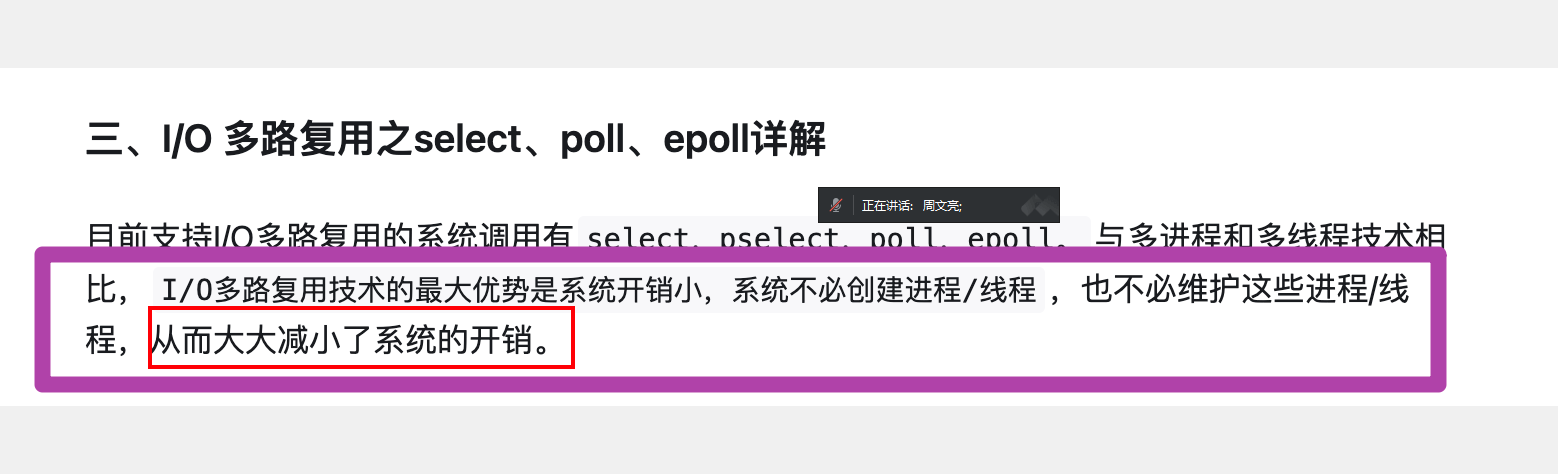 三、I/O 多路复用之select、poll、epoll详解
正在讲话: 周文亮;
目前支持I/O多路复用的系统调用有 select、pselect、poll、epoll。 与多进程和多线程技术相
比， I/O多路复用技术的最大优势是系统开销小，系统不必创建进程/线程 ，也不必维护这些进程/线
程，从而大大减小了系统的开销。